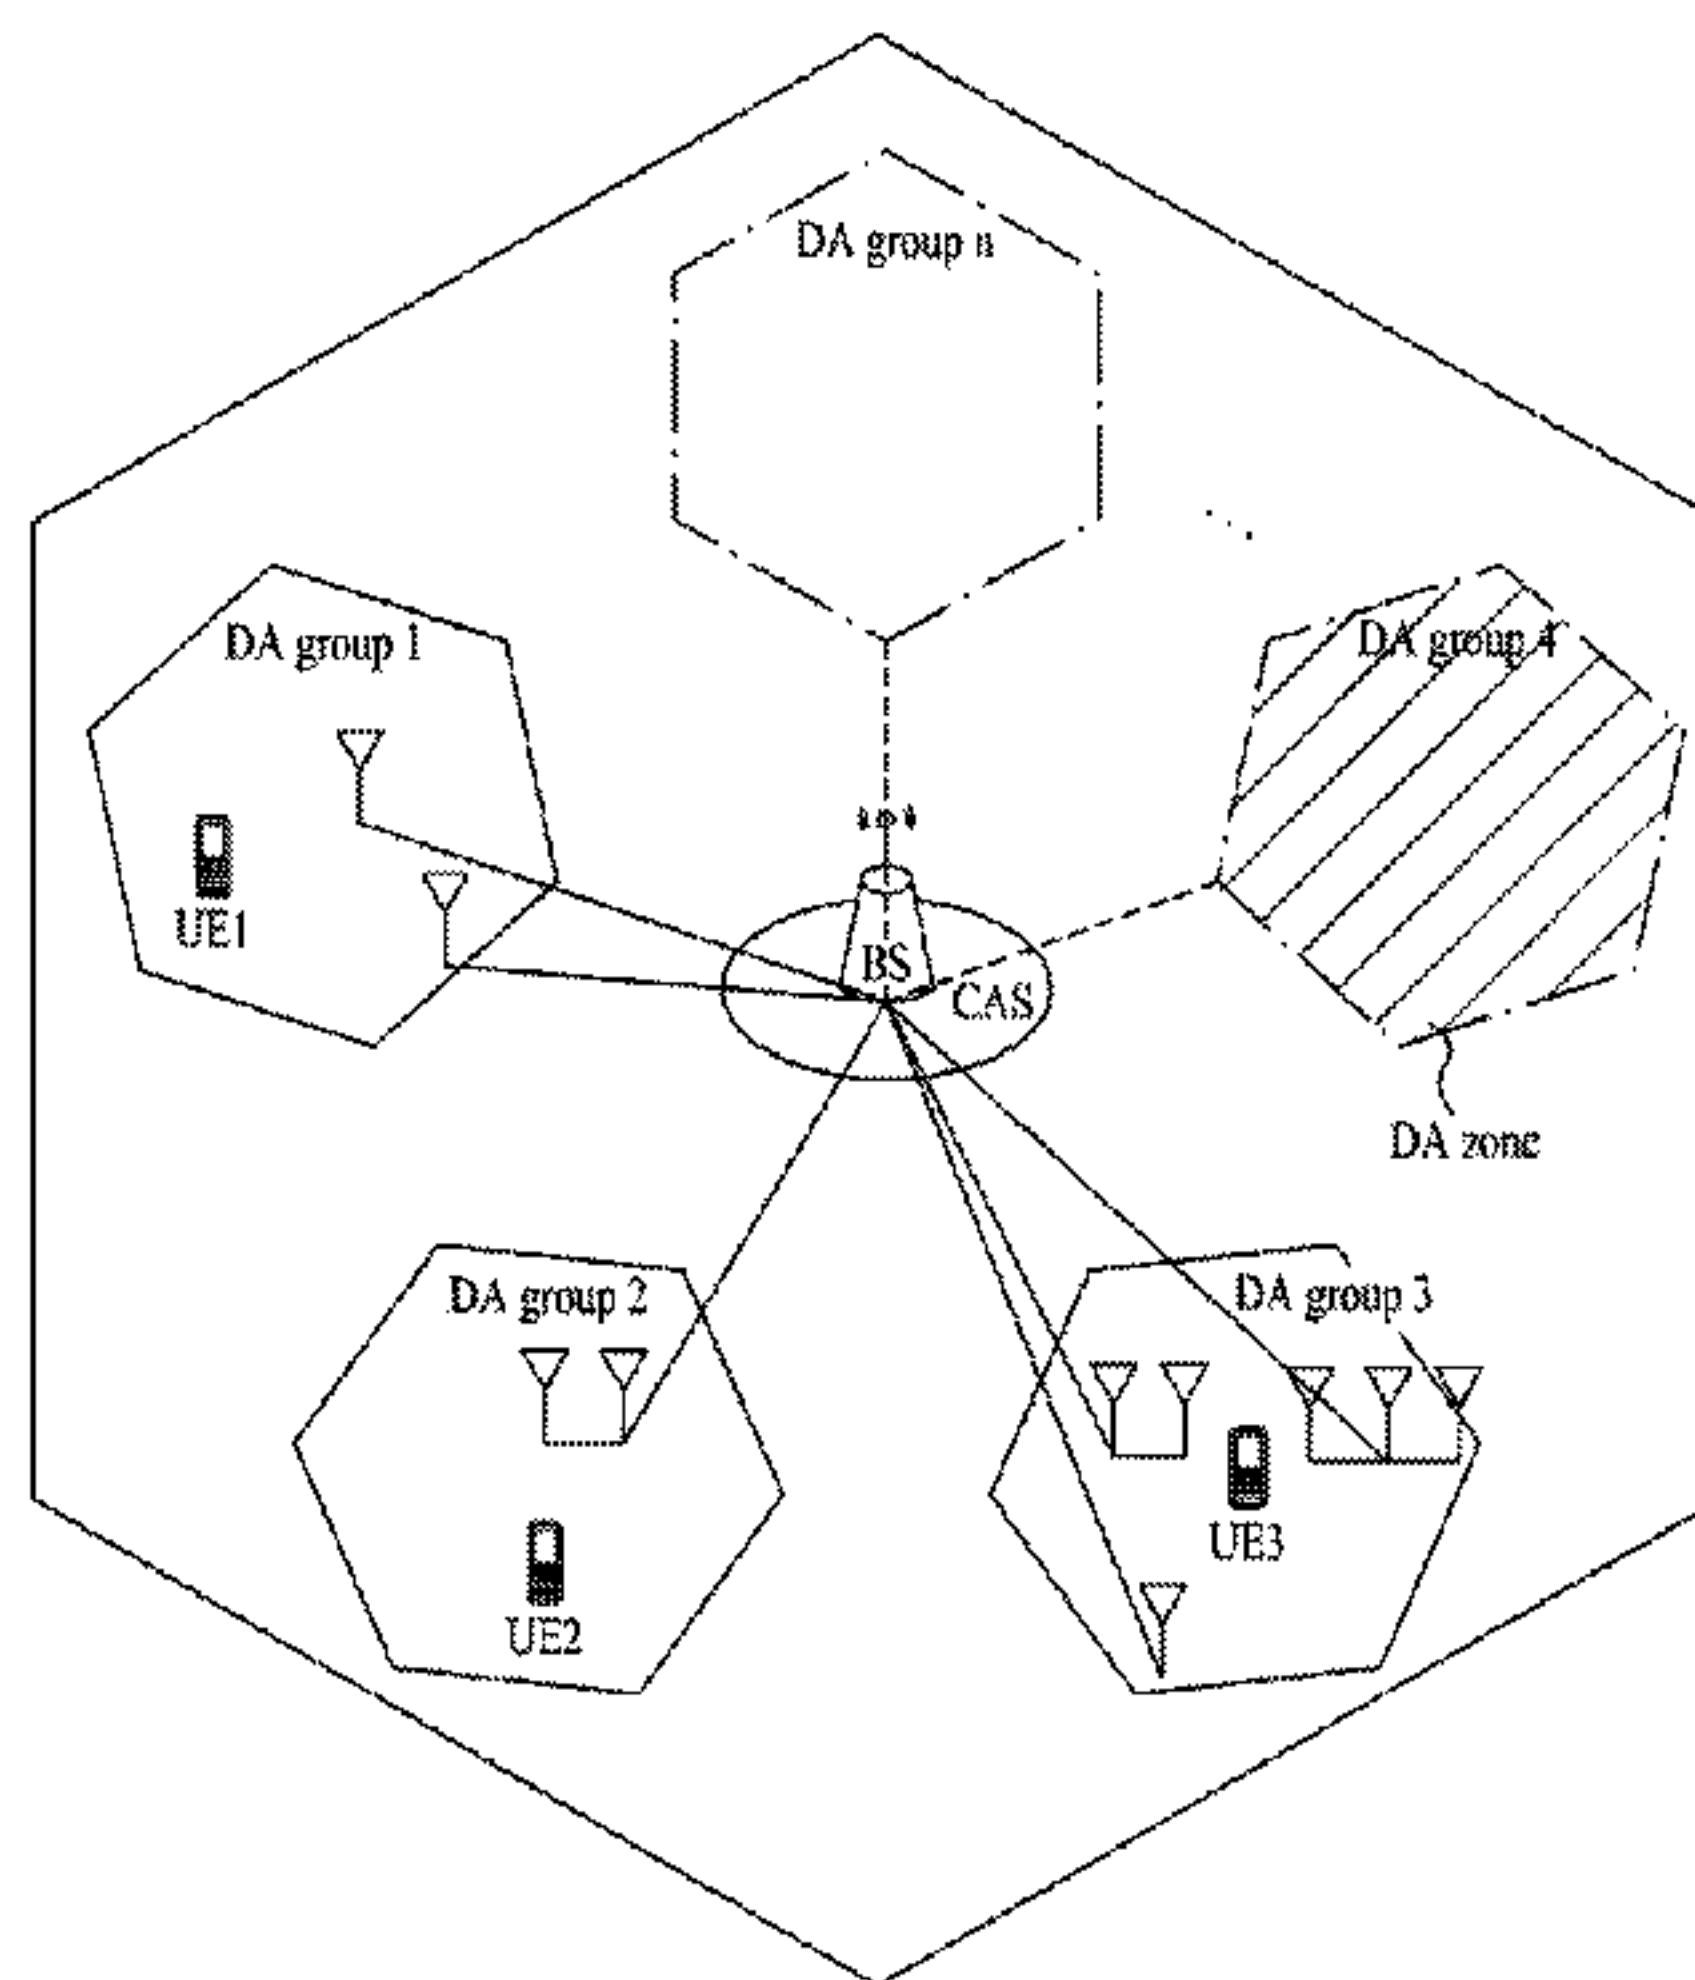 DA group n
DA group 1
DA group 4
UE1
BS
CAS
DA zone
DA group 2
DA group 3
UE3
UE2